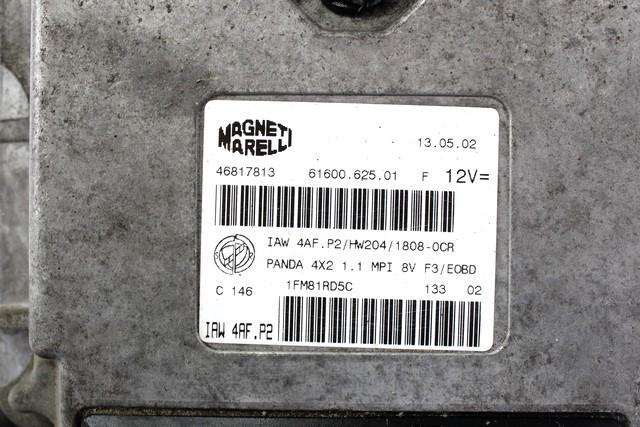 MAGNETI
MARELLI
13.05.02
46817813 61600.625.01 F 12V=
IAW 4AF.P2/HW204/1808-0CR
PANDA 4X2 1.1 MPI 8V F3/EOBD
C 146 1FM81RD5C 133 02
IAW 4AF.P2